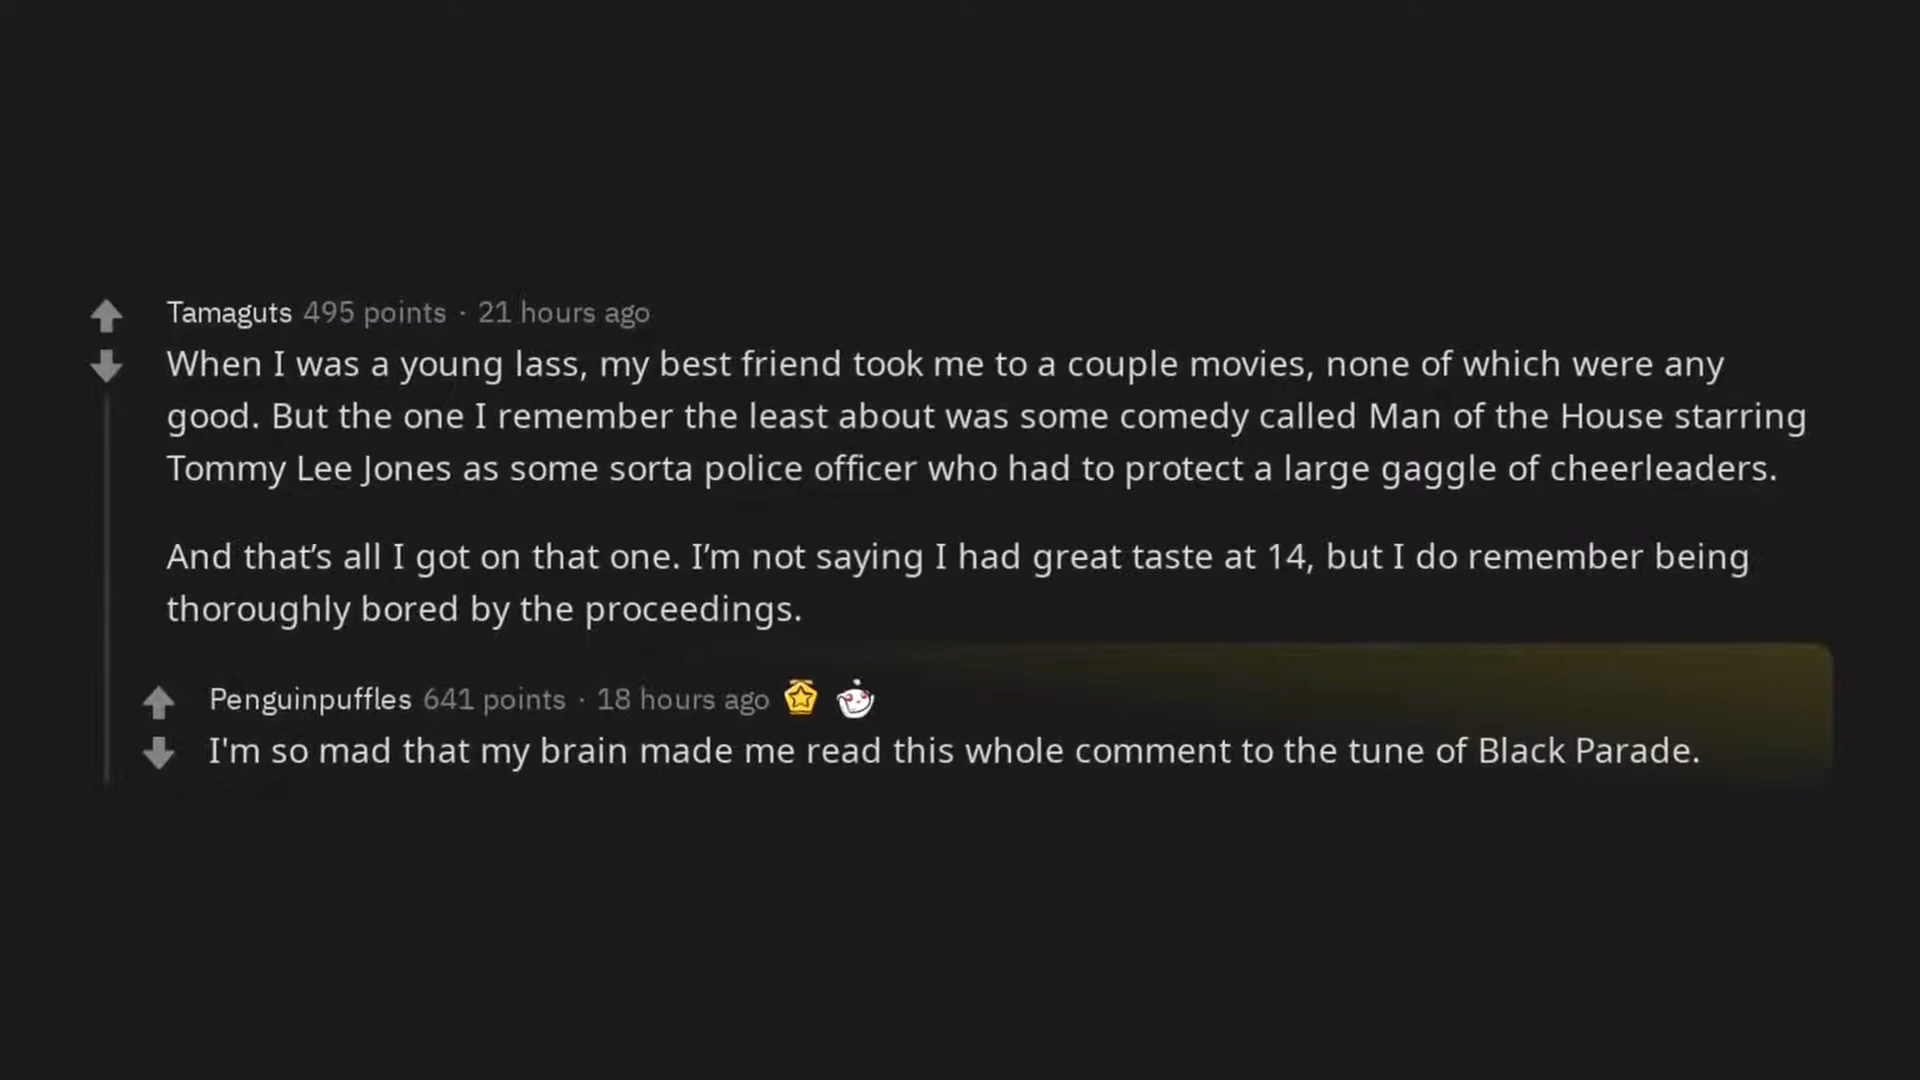 Tamaguts 495 points · 21 hours ago
When I was a young lass, my best friend took me to a couple movies, none of which were any
good. But the one I remember the least about was some comedy called Man of the House starring
Tommy Lee Jones as some sorta police officer who had to protect a large gaggle of cheerleaders.
And that’s all I got on that one. I’m not saying I had great taste at 14, but I do remember being
thoroughly bored by the proceedings.
Penguinpuffles 641 points · 18 hours ago
I'm so mad that my brain made me read this whole comment to the tune of Black Parade.